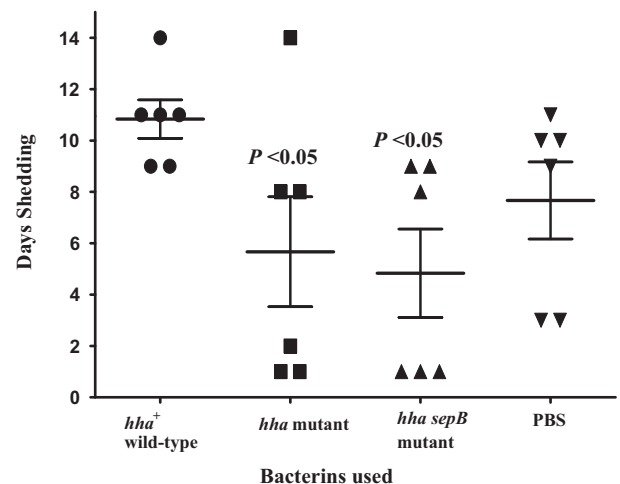 14
12
10
8
6
4
2
0
Days Shedding
P <0.05
P <0.05
hha+
wild-type
hha mutant
hha sepB
mutant
PBS
Bacterins used